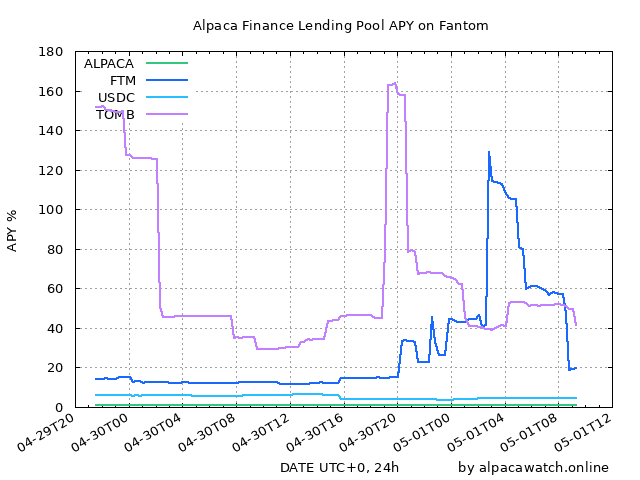 Alpaca Finance Lending Pool APY on Fantom
180
160
140
120
100
80
60
40
20
0
APY %
ALPACA
FTM
USDC
TOMB
04-29T20
04-30T00
04-30T04
04-30T08
04-30T12
04-30T16
04-30T20
05-01T00
05-01T04
05-01T08
05-01T12
DATE UTC+0, 24h
by alpacawatch.online